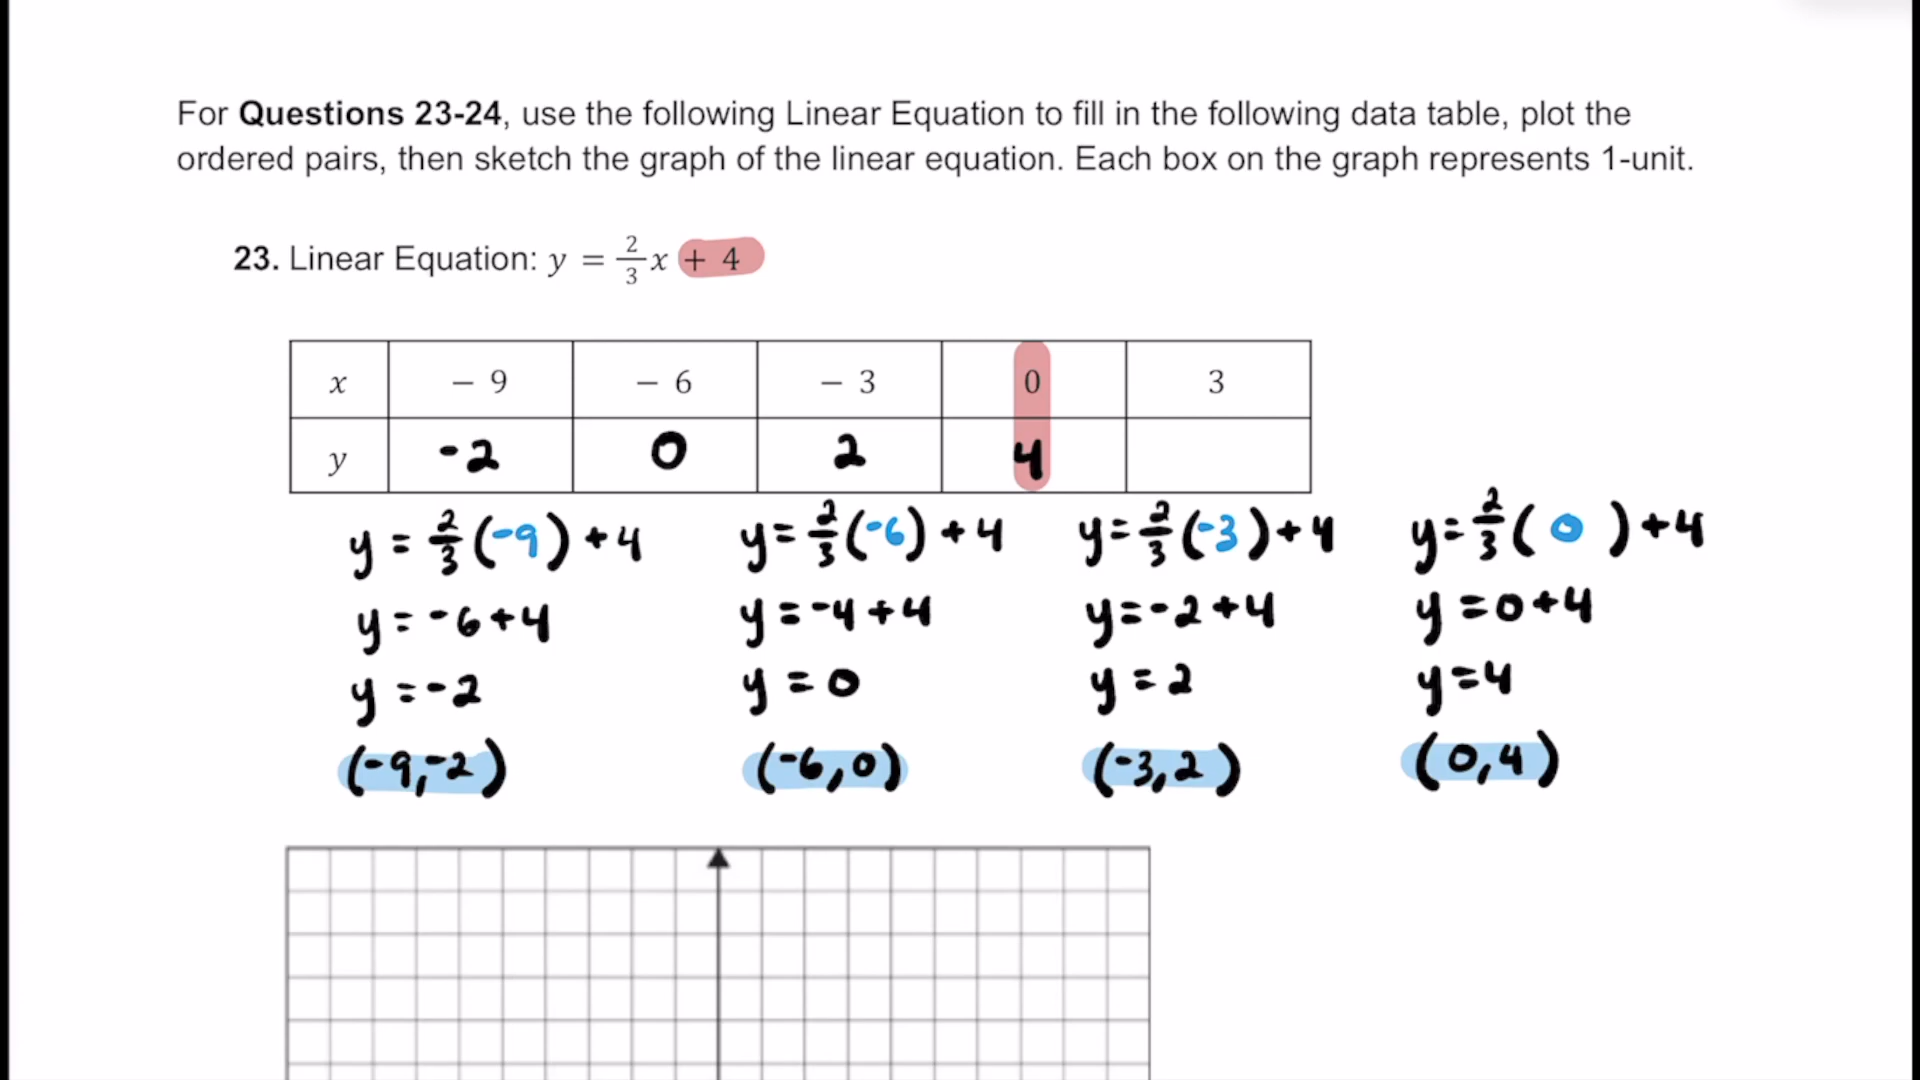 For Questions 23-24, use the following Linear Equation to fill in the following data table, plot the
ordered pairs, then sketch the graph of the linear equation. Each box on the graph represents 1-unit.
23. Linear Equation: y = 2/3 x + 4
x − 9 − 6 − 3 0 3
y -2 0 2 4
y = 2/3 (-9) + 4 y = 2/3 (-6) + 4 y = 2/3 (-3) + 4 y = 2/3 ( 0 ) + 4
y = -6 + 4 y = -4 + 4 y = -2 + 4 y = 0 + 4
y = -2 y = 0 y = 2 y = 4
(-9,-2) (-6,0) (-3,2) (0,4)